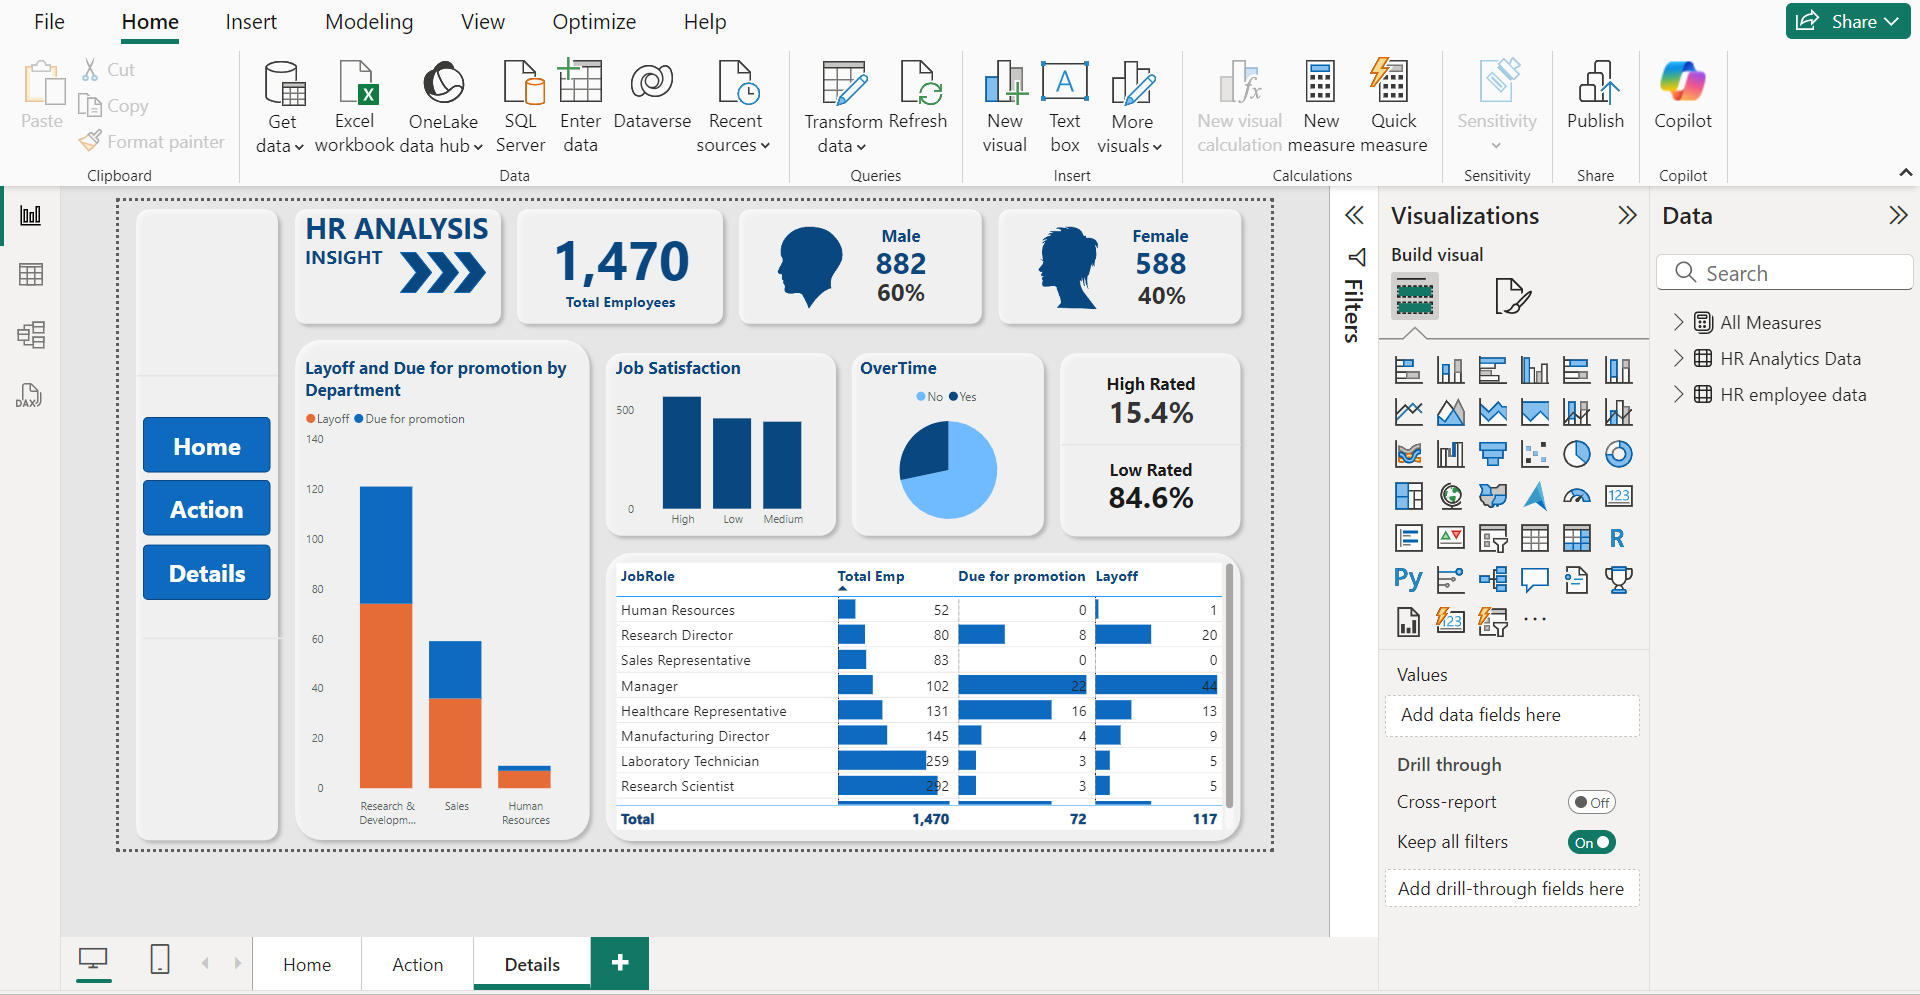 File Home Insert Modeling View Optimize Help
Share
Paste
Cut
Copy
Format painter
Get data
Excel workbook
OneLake data hub
SQL Server
Enter data
Dataverse
Recent sources
Transform data
Refresh
New visual
Text box
More visuals
New visual calculation
New measure
Quick measure
Sensitivity
Publish
Copilot
Clipboard
Data
Queries
Insert
Calculations
Sensitivity
Share
Copilot
DAX
Home
Action
Details
HR ANALYSIS
INSIGHT
1,470
Total Employees
Male
882
60%
Female
588
40%
Layoff and Due for promotion by
Department
Layoff Due for promotion
140
120
100
80
60
40
20
0
Research &
Developm...
Sales
Human
Resources
Job Satisfaction
500
0
High Low Medium
OverTime
No Yes
High Rated
15.4%
Low Rated
84.6%
JobRole Total Emp Due for promotion Layoff
Human Resources 52 0 1
Research Director 80 8 20
Sales Representative 83 0 0
Manager 102 22 44
Healthcare Representative 131 16 13
Manufacturing Director 145 4 9
Laboratory Technician 259 3 5
Research Scientist 292 3 5
Total 1,470 72 117
Filters
Visualizations
Build visual
123
R
Py
123
...
Values
Add data fields here
Drill through
Cross-report Off
Keep all filters On
Add drill-through fields here
Data
Search
All Measures
HR Analytics Data
HR employee data
Home Action Details +